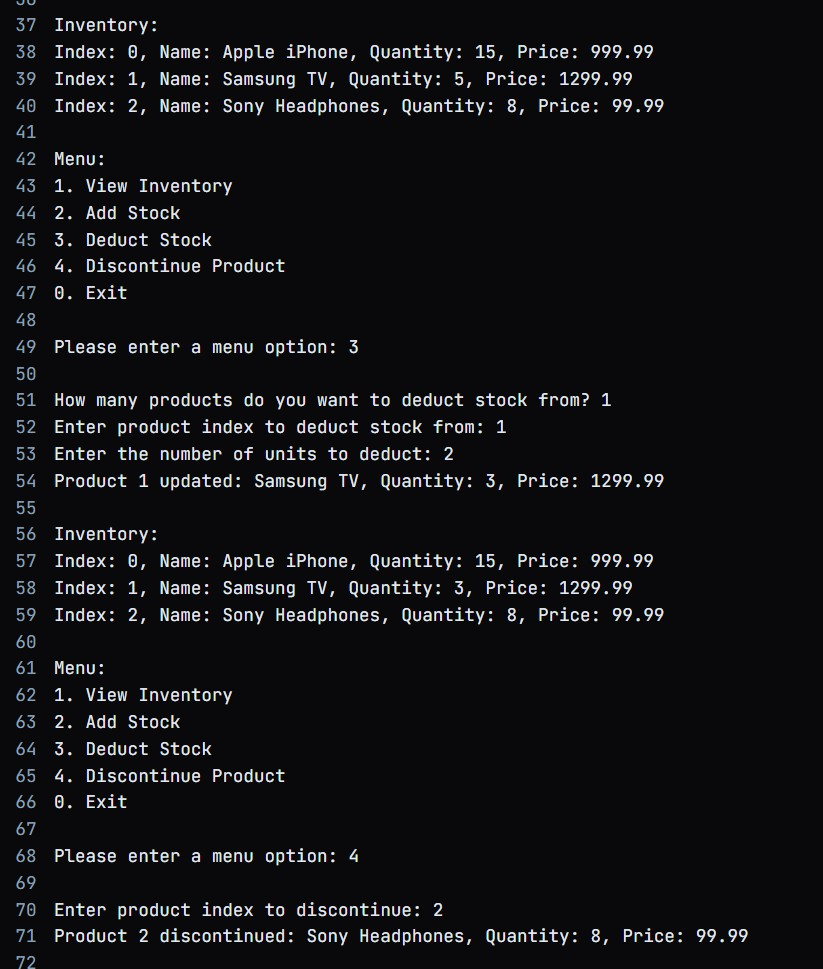 37 Inventory:
38 Index: 0, Name: Apple iPhone, Quantity: 15, Price: 999.99
39 Index: 1, Name: Samsung TV, Quantity: 5, Price: 1299.99
40 Index: 2, Name: Sony Headphones, Quantity: 8, Price: 99.99
41
42 Menu:
43 1. View Inventory
44 2. Add Stock
45 3. Deduct Stock
46 4. Discontinue Product
47 0. Exit
48
49 Please enter a menu option: 3
50
51 How many products do you want to deduct stock from? 1
52 Enter product index to deduct stock from: 1
53 Enter the number of units to deduct: 2
54 Product 1 updated: Samsung TV, Quantity: 3, Price: 1299.99
55
56 Inventory:
57 Index: 0, Name: Apple iPhone, Quantity: 15, Price: 999.99
58 Index: 1, Name: Samsung TV, Quantity: 3, Price: 1299.99
59 Index: 2, Name: Sony Headphones, Quantity: 8, Price: 99.99
60
61 Menu:
62 1. View Inventory
63 2. Add Stock
64 3. Deduct Stock
65 4. Discontinue Product
66 0. Exit
67
68 Please enter a menu option: 4
69
70 Enter product index to discontinue: 2
71 Product 2 discontinued: Sony Headphones, Quantity: 8, Price: 99.99
72